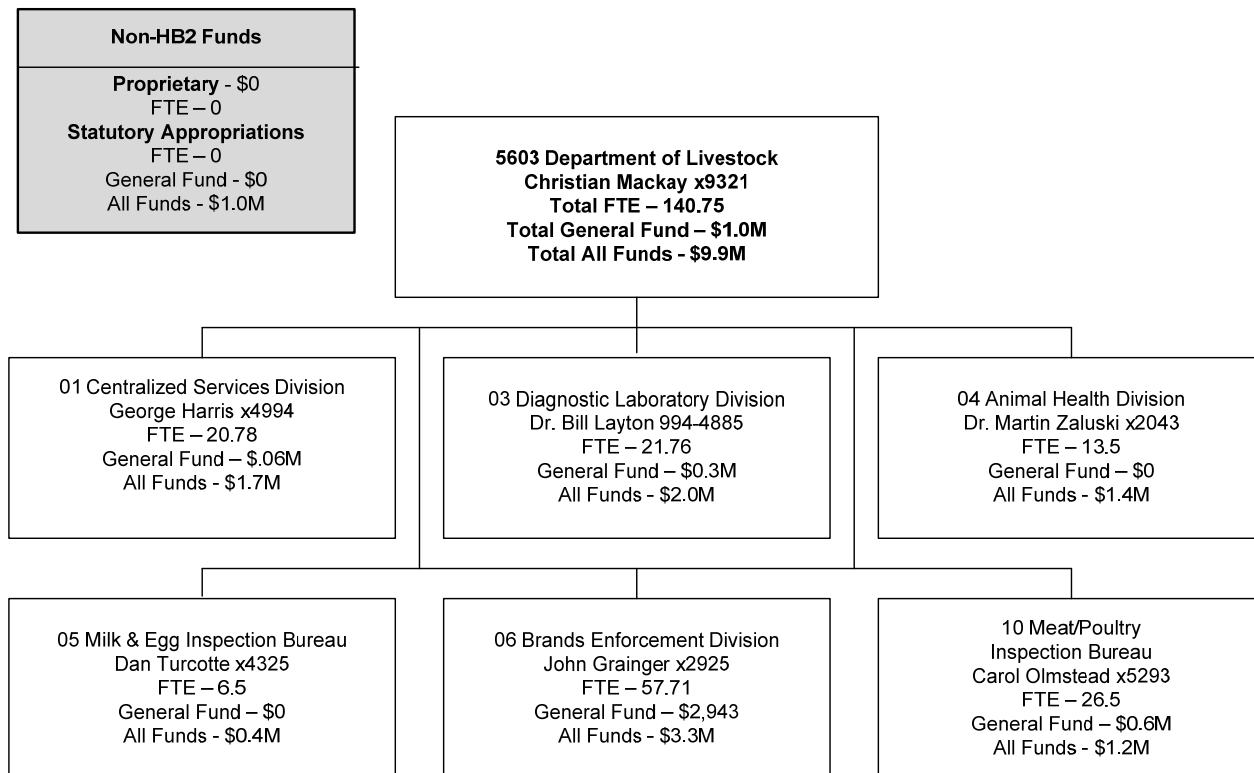 Non-HB2 Funds
Proprietary - $0
FTE – 0
Statutory Appropriations
FTE – 0
General Fund - $0
All Funds - $1.0M
5603 Department of Livestock
Christian Mackay x9321
Total FTE – 140.75
Total General Fund – $1.0M
Total All Funds - $9.9M
01 Centralized Services Division
George Harris x4994
FTE – 20.78
General Fund – $.06M
All Funds - $1.7M
03 Diagnostic Laboratory Division
Dr. Bill Layton 994-4885
FTE – 21.76
General Fund – $0.3M
All Funds - $2.0M
04 Animal Health Division
Dr. Martin Zaluski x2043
FTE – 13.5
General Fund – $0
All Funds - $1.4M
05 Milk & Egg Inspection Bureau
Dan Turcotte x4325
FTE – 6.5
General Fund – $0
All Funds - $0.4M
06 Brands Enforcement Division
John Grainger x2925
FTE – 57.71
General Fund – $2,943
All Funds - $3.3M
10 Meat/Poultry
Inspection Bureau
Carol Olmstead x5293
FTE – 26.5
General Fund – $0.6M
All Funds - $1.2M